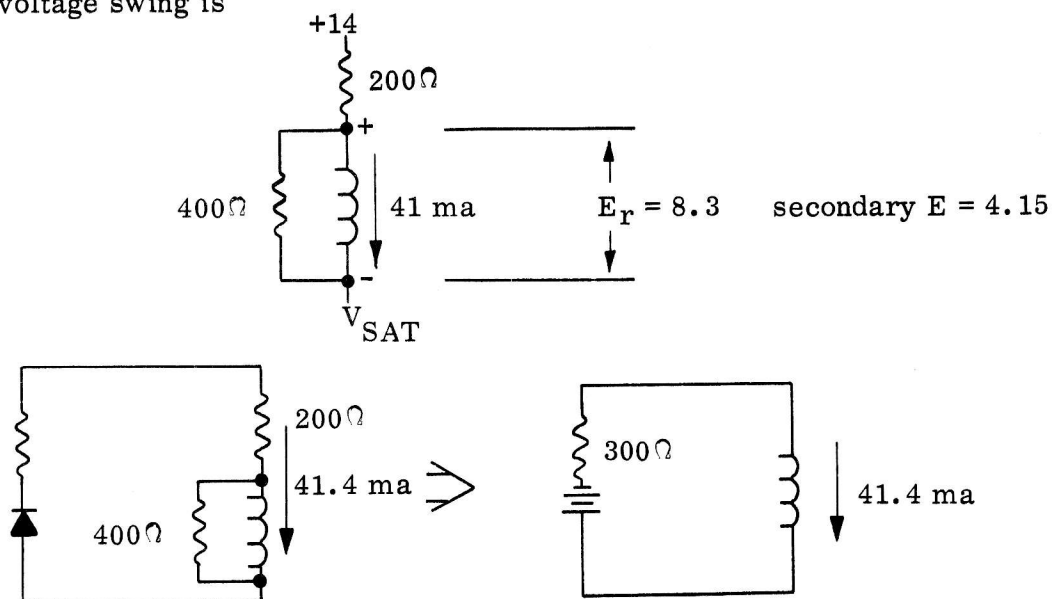 voltage swing is
+14
200Ω
+
400Ω
41 ma
E_r = 8.3 secondary E = 4.15
-
V_SAT
200Ω
41.4 ma
400Ω
300Ω
41.4 ma